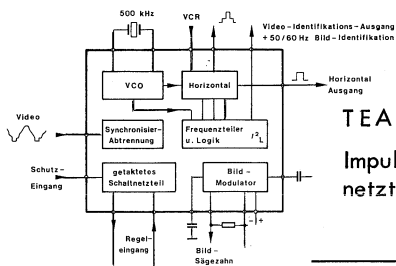 500 kHz
VCR
Video-Identifikations-Ausgang
+ 50/60 Hz Bild-Identifikation
VCO
Horizontal
Horizontal
Ausgang
Video
Synchronisier-
Abtrennung
Frequenzteiler
u. Logik I²L
TEA
Schutz-
Eingang
getaktetes
Schaltnetzteil
Bild-
Modulator
Impul
netzt
- +
Regel-
eingang
Bild-
Sägezahn